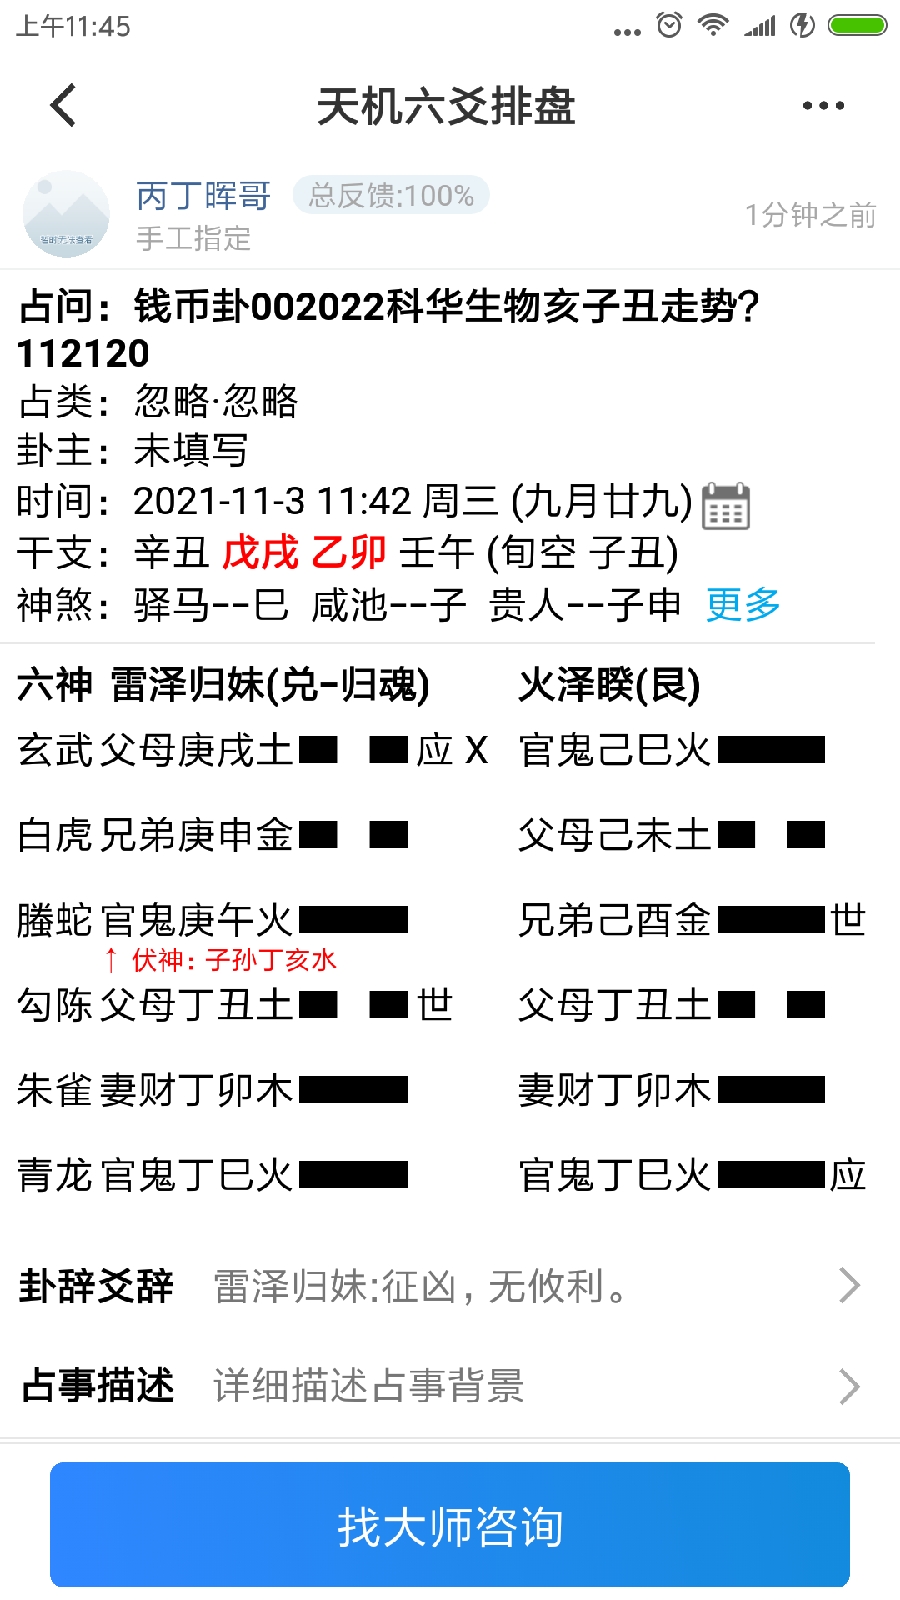 上午11:45
天机六爻排盘
丙丁晖哥 总反馈:100%
手工指定
1分钟之前
占问：钱币卦002022科华生物亥子丑走势？
112120
占类：忽略·忽略
卦主：未填写
时间：2021-11-3 11:42 周三 (九月廿九)
干支：辛丑 戊戌 乙卯 壬午 (旬空 子丑)
神煞：驿马--巳 咸池--子 贵人--子申 更多
六神 雷泽归妹(兑-归魂) 火泽睽(艮)
玄武 父母庚戌土 应 X 官鬼己巳火
白虎 兄弟庚申金 父母己未土
螣蛇 官鬼庚午火 兄弟己酉金 世
↑ 伏神：子孙丁亥水
勾陈 父母丁丑土 世 父母丁丑土
朱雀 妻财丁卯木 妻财丁卯木
青龙 官鬼丁巳火 官鬼丁巳火 应
卦辞爻辞 雷泽归妹:征凶，无攸利。
占事描述 详细描述占事背景
找大师咨询